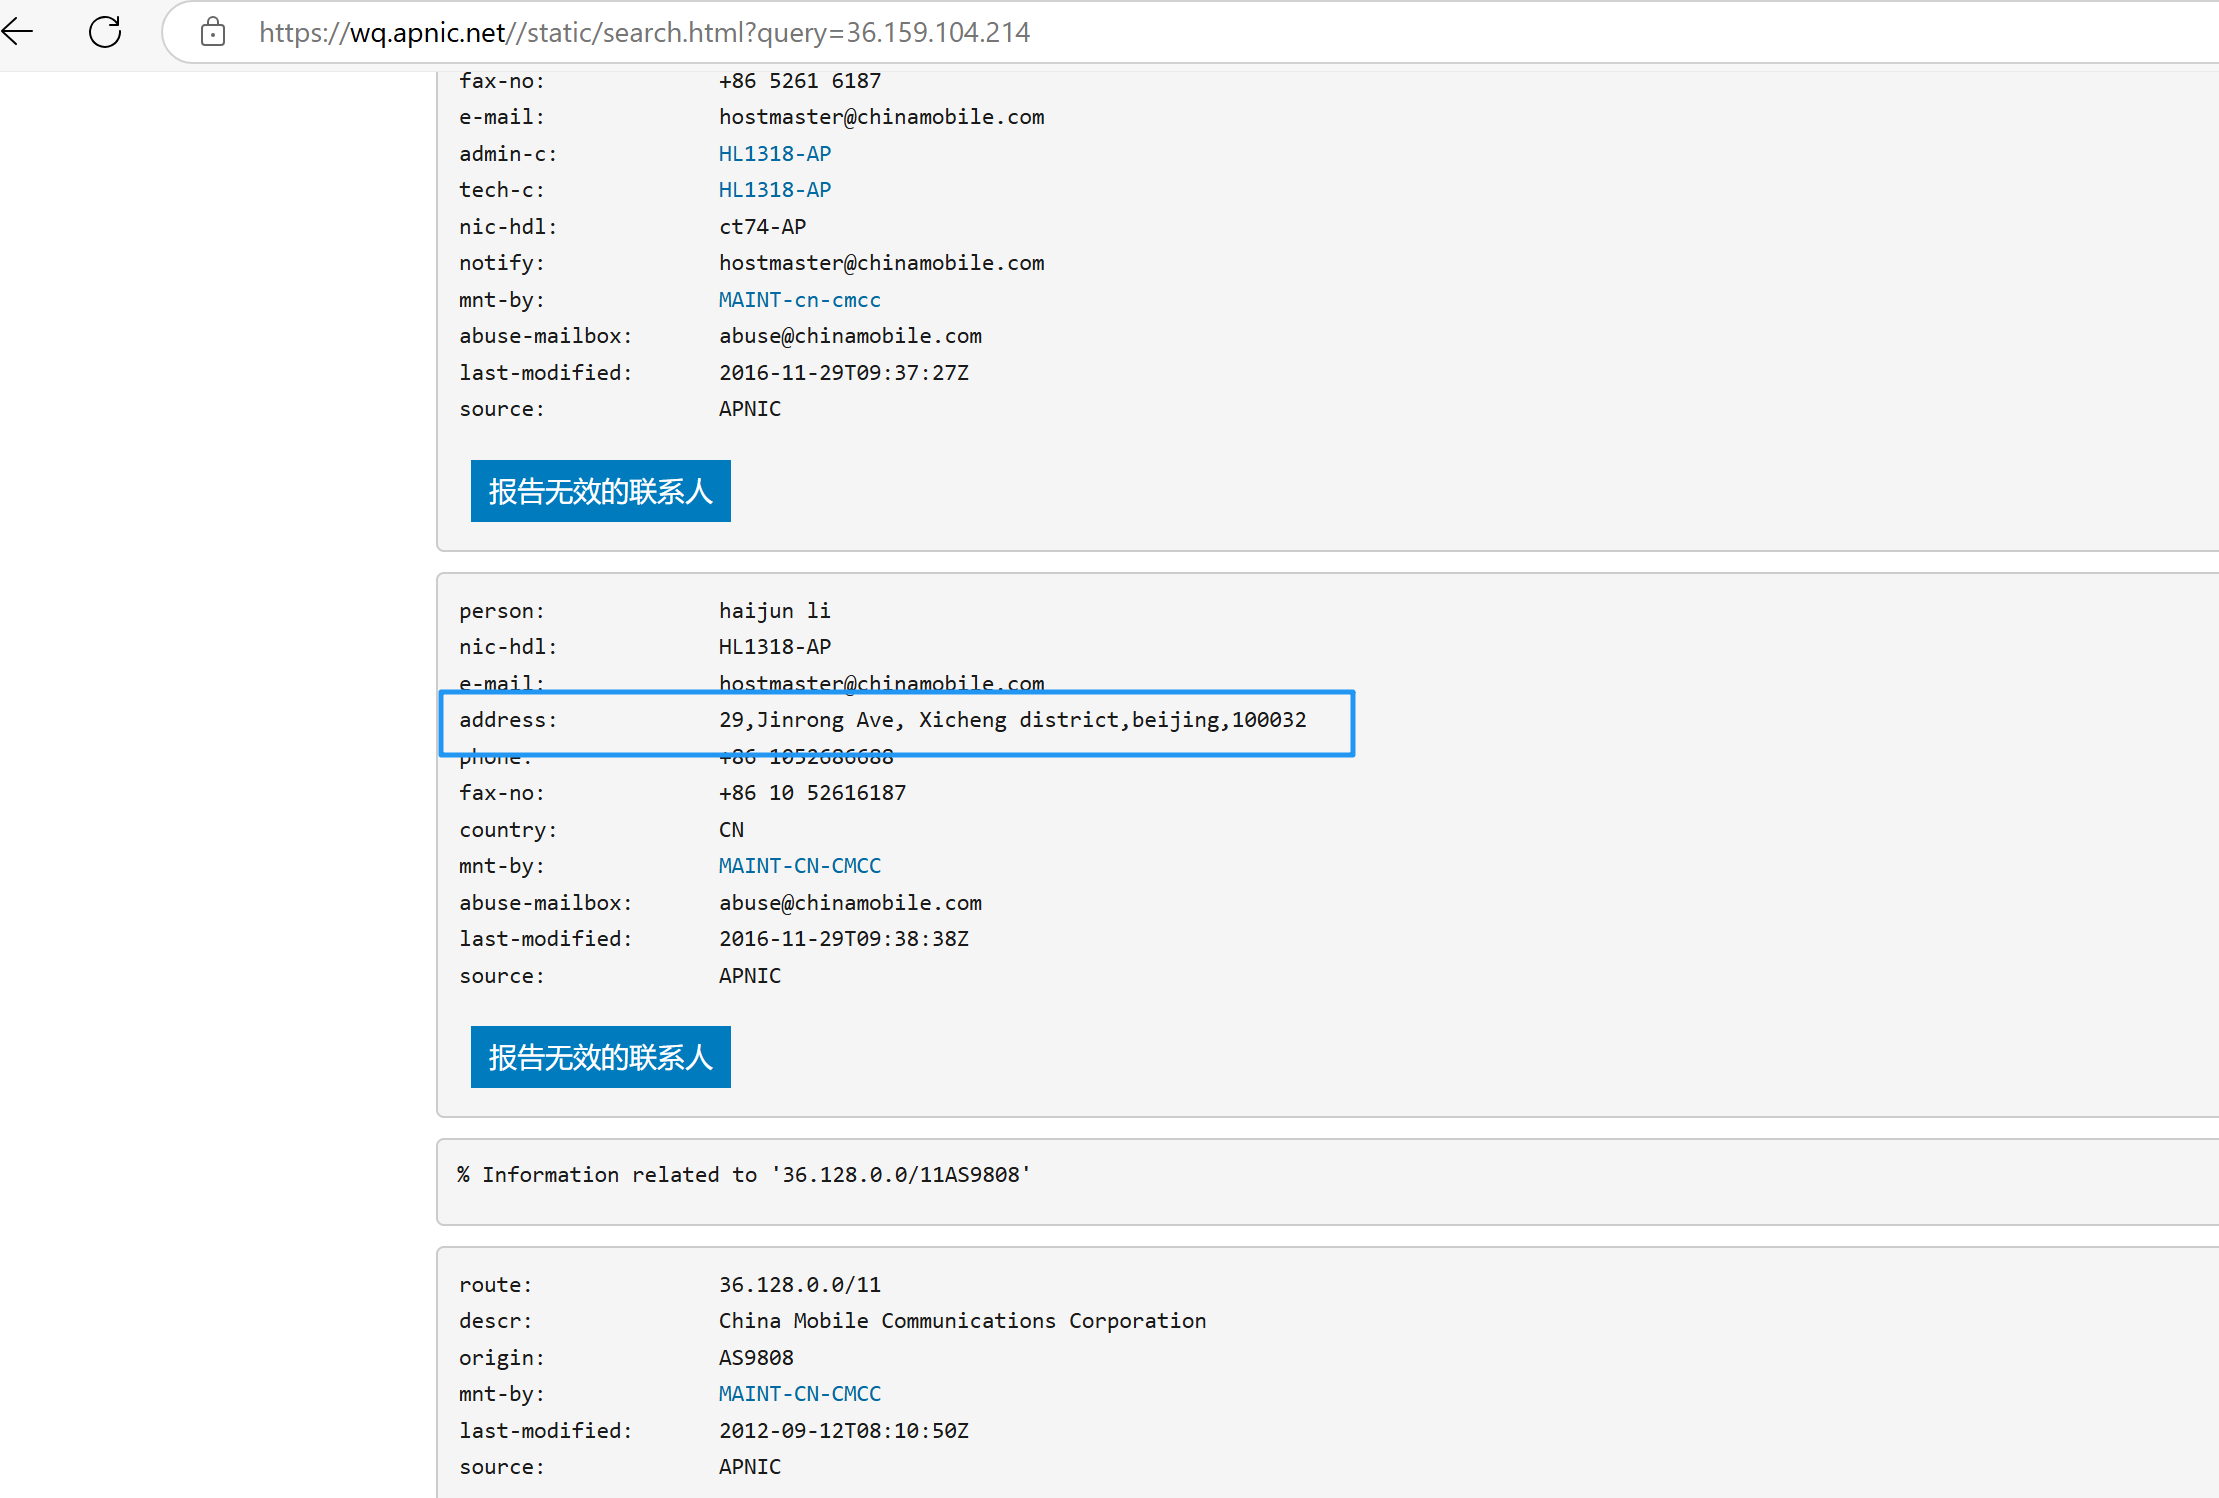 https://wq.apnic.net//static/search.html?query=36.159.104.214
fax-no: +86 5261 6187
e-mail: hostmaster@chinamobile.com
admin-c: HL1318-AP
tech-c: HL1318-AP
nic-hdl: ct74-AP
notify: hostmaster@chinamobile.com
mnt-by: MAINT-cn-cmcc
abuse-mailbox: abuse@chinamobile.com
last-modified: 2016-11-29T09:37:27Z
source: APNIC
报告无效的联系人
person: haijun li
nic-hdl: HL1318-AP
e-mail: hostmaster@chinamobile.com
address: 29,Jinrong Ave, Xicheng district,beijing,100032
phone: +86 1052686688
fax-no: +86 10 52616187
country: CN
mnt-by: MAINT-CN-CMCC
abuse-mailbox: abuse@chinamobile.com
last-modified: 2016-11-29T09:38:38Z
source: APNIC
报告无效的联系人
% Information related to '36.128.0.0/11AS9808'
route: 36.128.0.0/11
descr: China Mobile Communications Corporation
origin: AS9808
mnt-by: MAINT-CN-CMCC
last-modified: 2012-09-12T08:10:50Z
source: APNIC